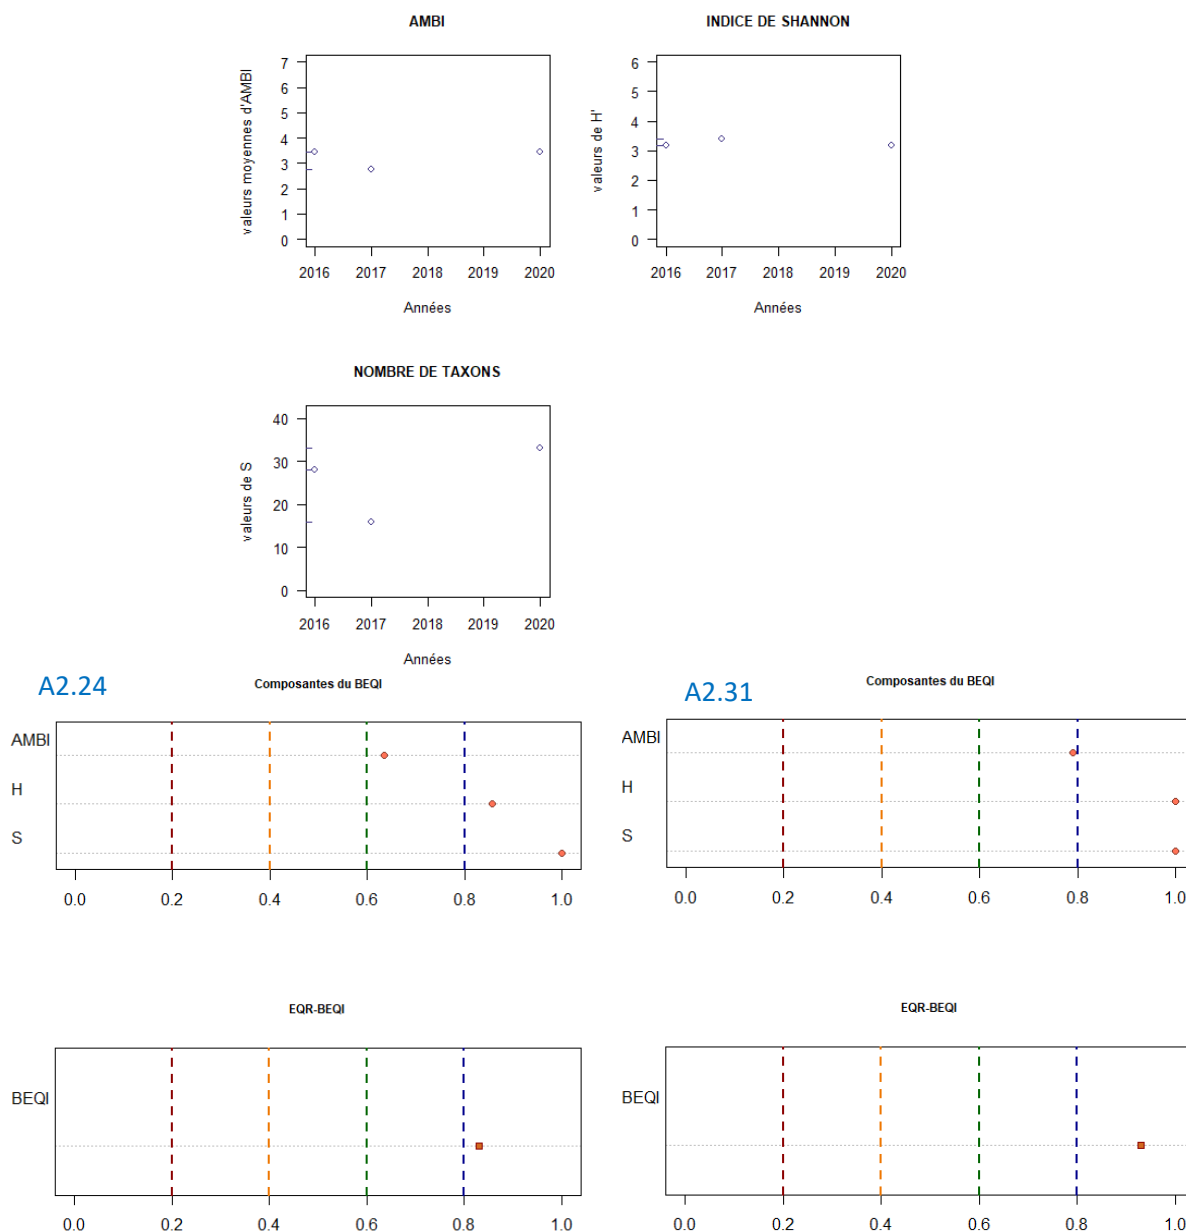 AMBI
valeurs moyennes d'AMBI
7
6
5
4
3
2
1
0
2016 2017 2018 2019 2020
Années
INDICE DE SHANNON
valeurs de H'
6
5
4
3
2
1
0
2016 2017 2018 2019 2020
Années
NOMBRE DE TAXONS
valeurs de S
40
30
20
10
0
2016 2017 2018 2019 2020
Années
A2.24
Composantes du BEQI
AMBI
H
S
0.0 0.2 0.4 0.6 0.8 1.0
A2.31
Composantes du BEQI
AMBI
H
S
0.0 0.2 0.4 0.6 0.8 1.0
EQR-BEQI
BEQI
0.0 0.2 0.4 0.6 0.8 1.0
EQR-BEQI
BEQI
0.0 0.2 0.4 0.6 0.8 1.0